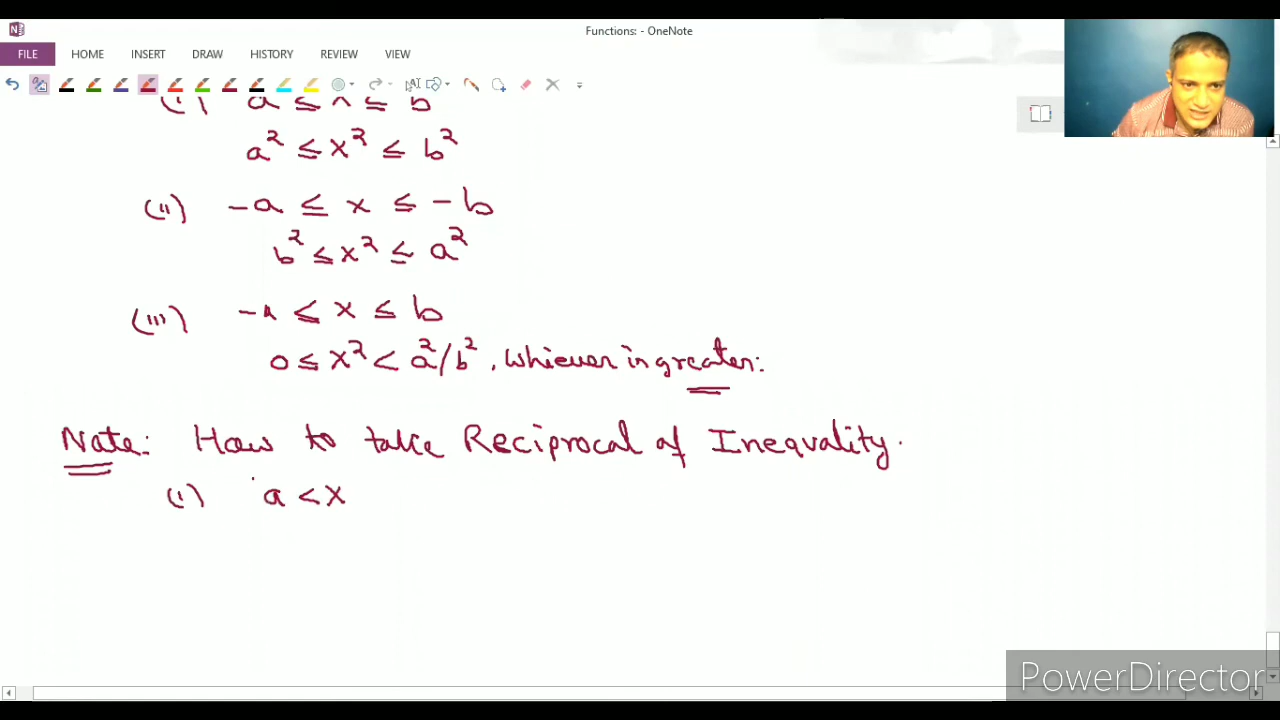 Functions: - OneNote
FILE HOME INSERT DRAW HISTORY REVIEW VIEW
(i) a ≤ x ≤ b
a² ≤ x² ≤ b²
(ii) -a ≤ x ≤ -b
b² ≤ x² ≤ a²
(iii) -a ≤ x ≤ b
0 ≤ x² < a²/b², whiever is greater:
Note: How to take Reciprocal of Inequality.
(i) a < x
PowerDirector